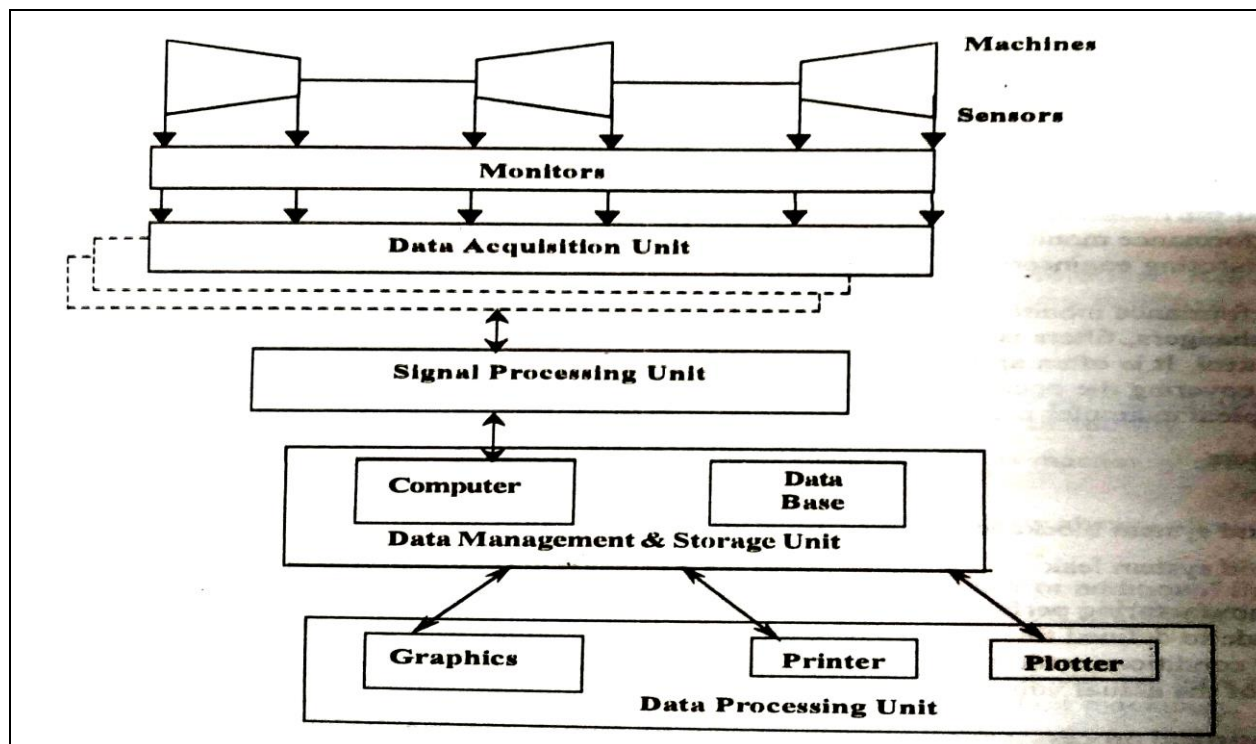 Machines
Sensors
Monitors
Data Acquisition Unit
Signal Processing Unit
Computer
Data
Base
Data Management & Storage Unit
Graphics
Printer
Plotter
Data Processing Unit